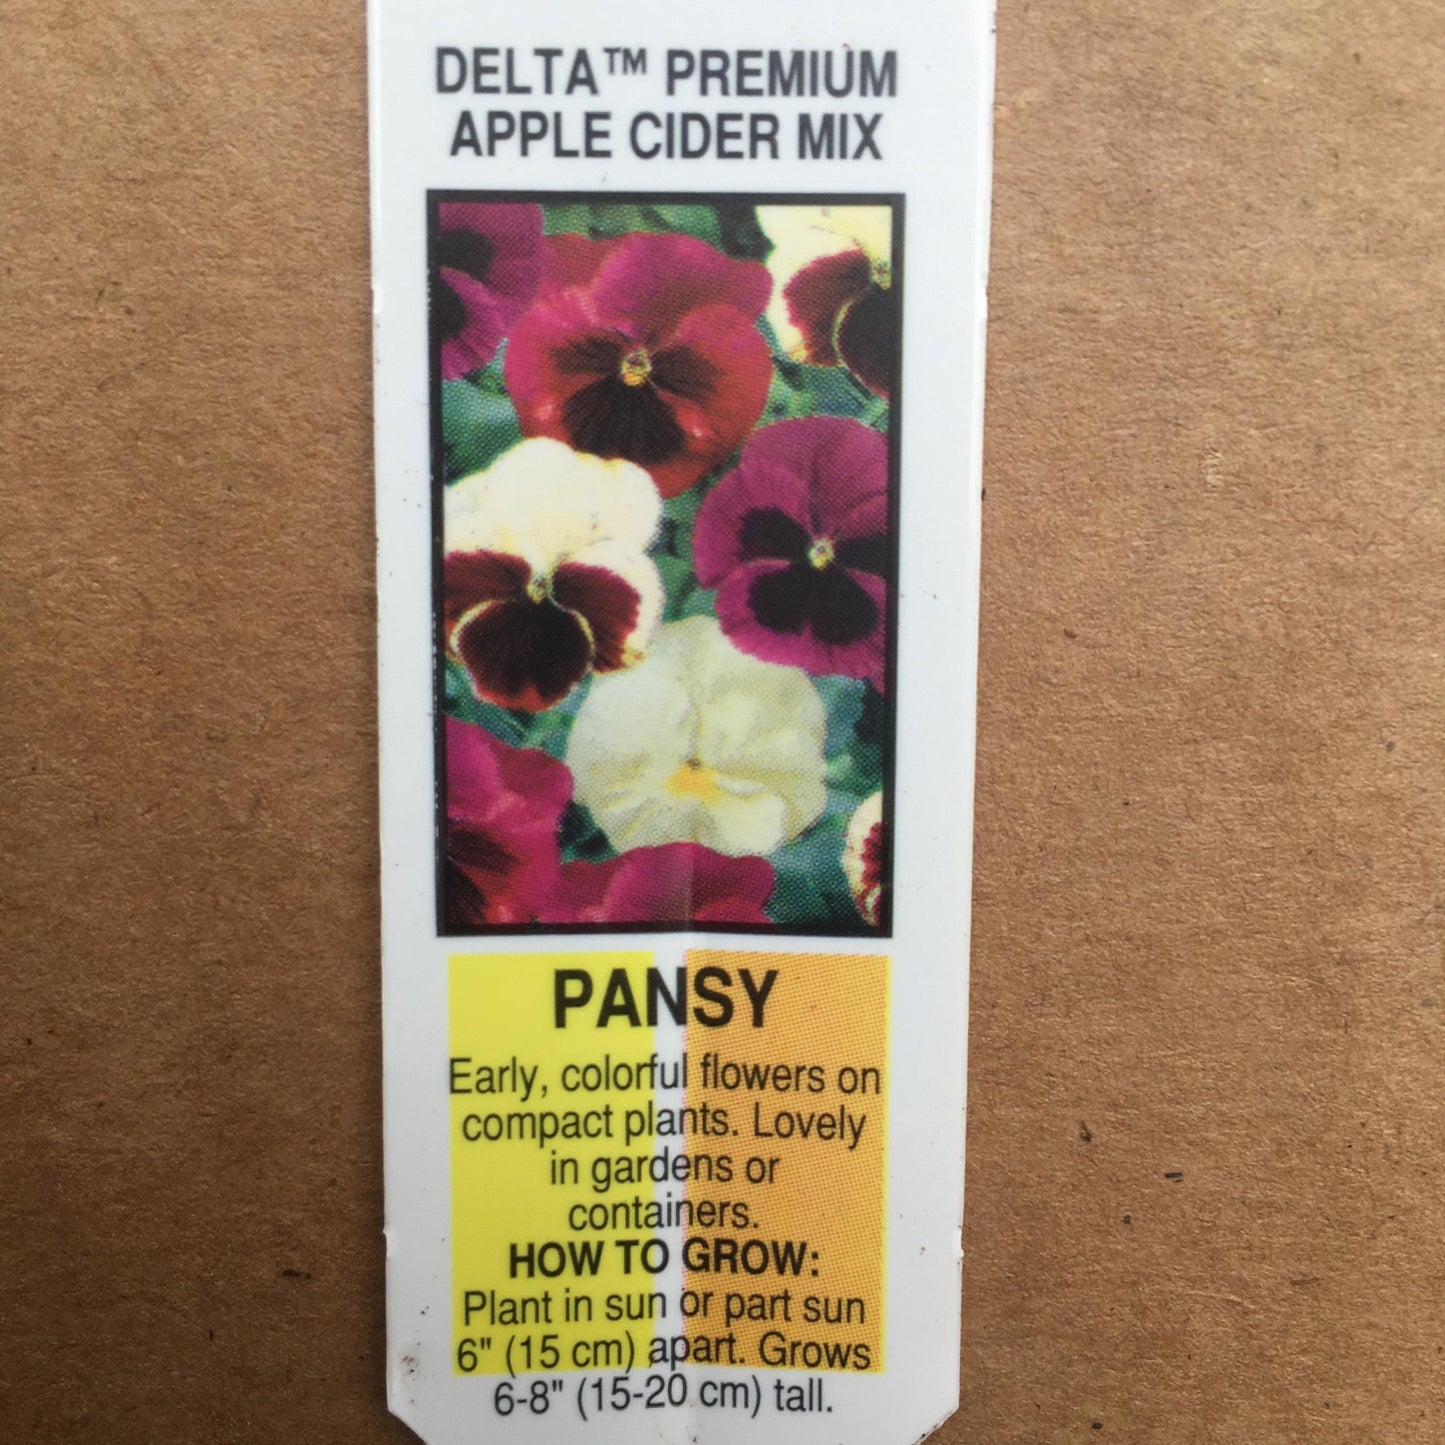 DELTA™ PREMIUM
APPLE CIDER MIX
PANSY
Early, colorful flowers on
compact plants. Lovely
in gardens or
containers.
HOW TO GROW:
Plant in sun or part sun
6" (15 cm) apart. Grows
6-8" (15-20 cm) tall.